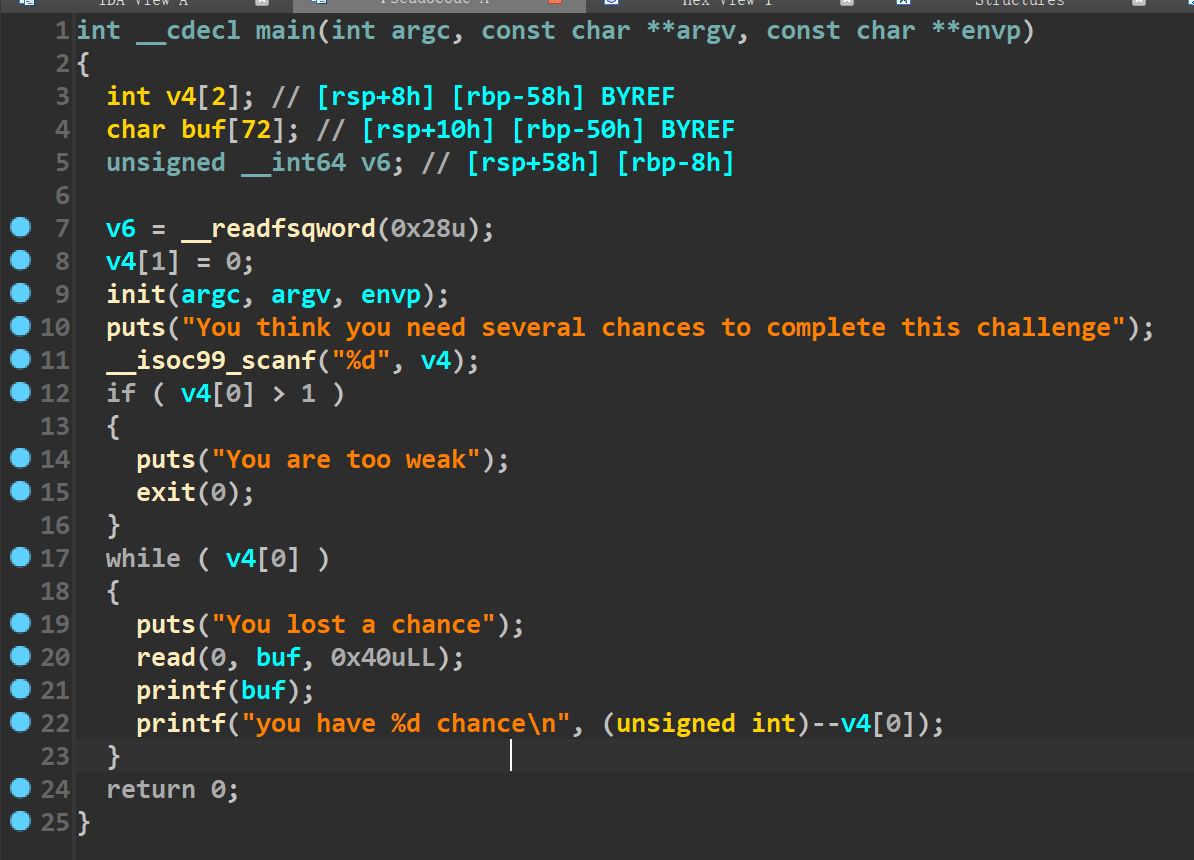 IDA View-A Pseudocode-A Hex View-1 Structures
1 int __cdecl main(int argc, const char **argv, const char **envp)
2 {
3   int v4[2]; // [rsp+8h] [rbp-58h] BYREF
4   char buf[72]; // [rsp+10h] [rbp-50h] BYREF
5   unsigned __int64 v6; // [rsp+58h] [rbp-8h]
6
7   v6 = __readfsqword(0x28u);
8   v4[1] = 0;
9   init(argc, argv, envp);
10   puts("You think you need several chances to complete this challenge");
11   __isoc99_scanf("%d", v4);
12   if ( v4[0] > 1 )
13   {
14     puts("You are too weak");
15     exit(0);
16   }
17   while ( v4[0] )
18   {
19     puts("You lost a chance");
20     read(0, buf, 0x40uLL);
21     printf(buf);
22     printf("you have %d chance\n", (unsigned int)--v4[0]);
23   }
24   return 0;
25 }